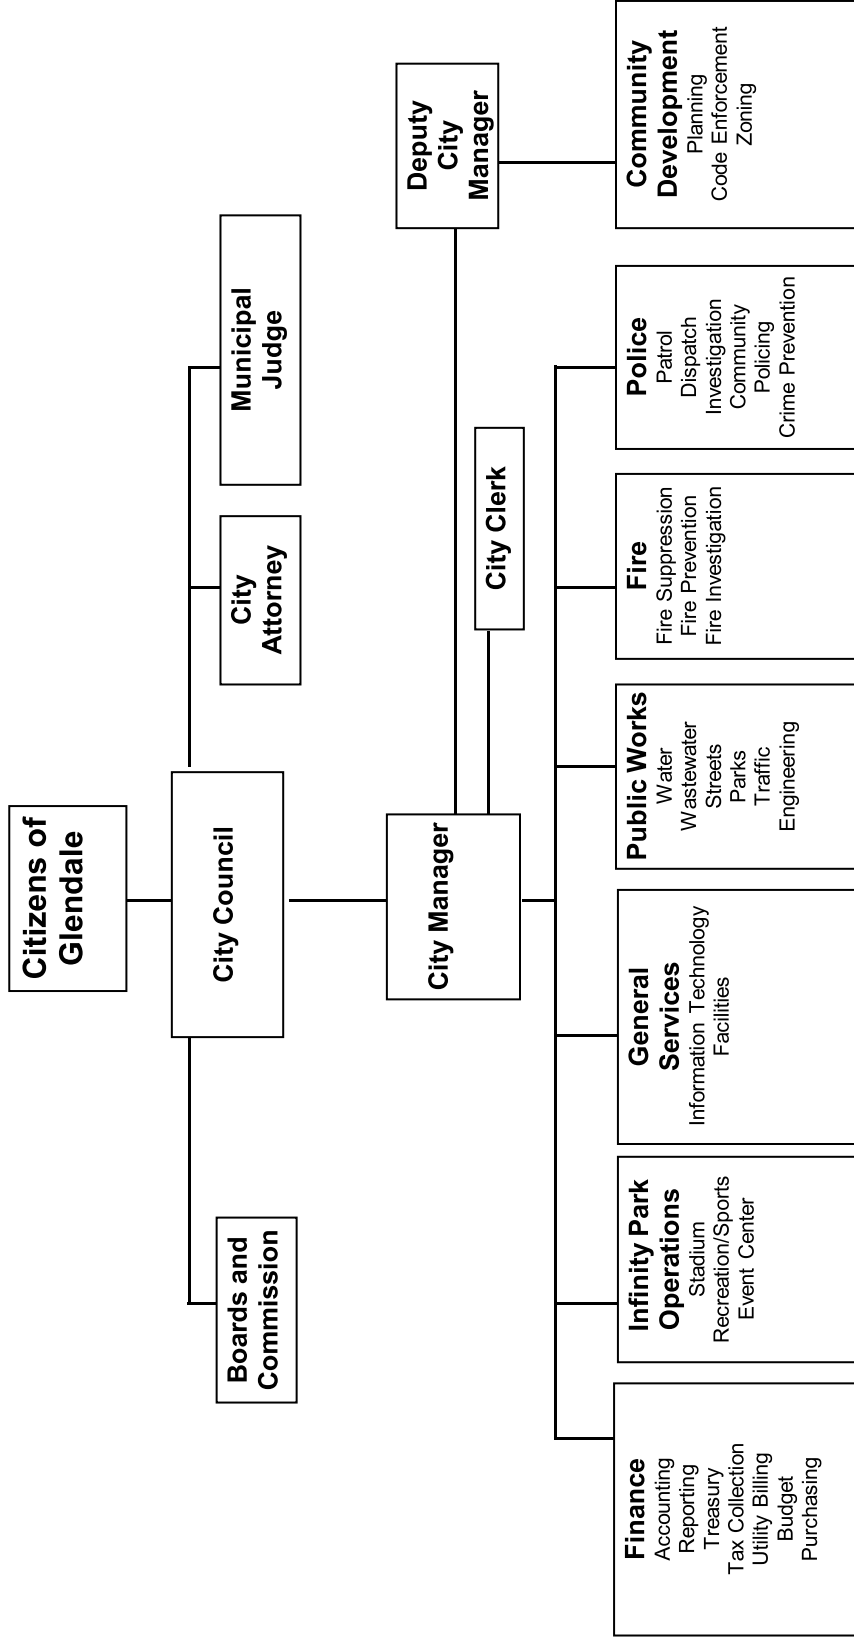 Citizens of
Glendale
City Council
Boards and
Commission
City
Attorney
Municipal
Judge
City Manager
Deputy
City
Manager
City Clerk
Finance
Accounting
Reporting
Treasury
Tax Collection
Utility Billing
Budget
Purchasing
Infinity Park
Operations
Stadium
Recreation/Sports
Event Center
General
Services
Information Technology
Facilities
Public Works
Water
Wastewater
Streets
Parks
Traffic
Engineering
Fire
Fire Suppression
Fire Prevention
Fire Investigation
Police
Patrol
Dispatch
Investigation
Community
Policing
Crime Prevention
Community
Development
Planning
Code Enforcement
Zoning